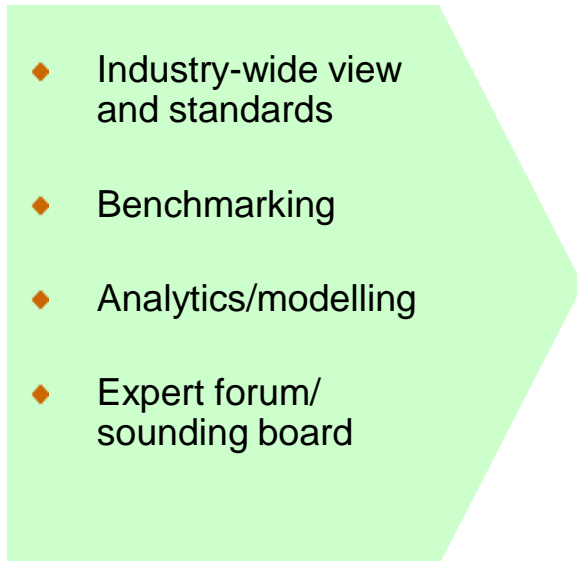 Industry-wide view
and standards
Benchmarking
Analytics/modelling
Expert forum/
sounding board